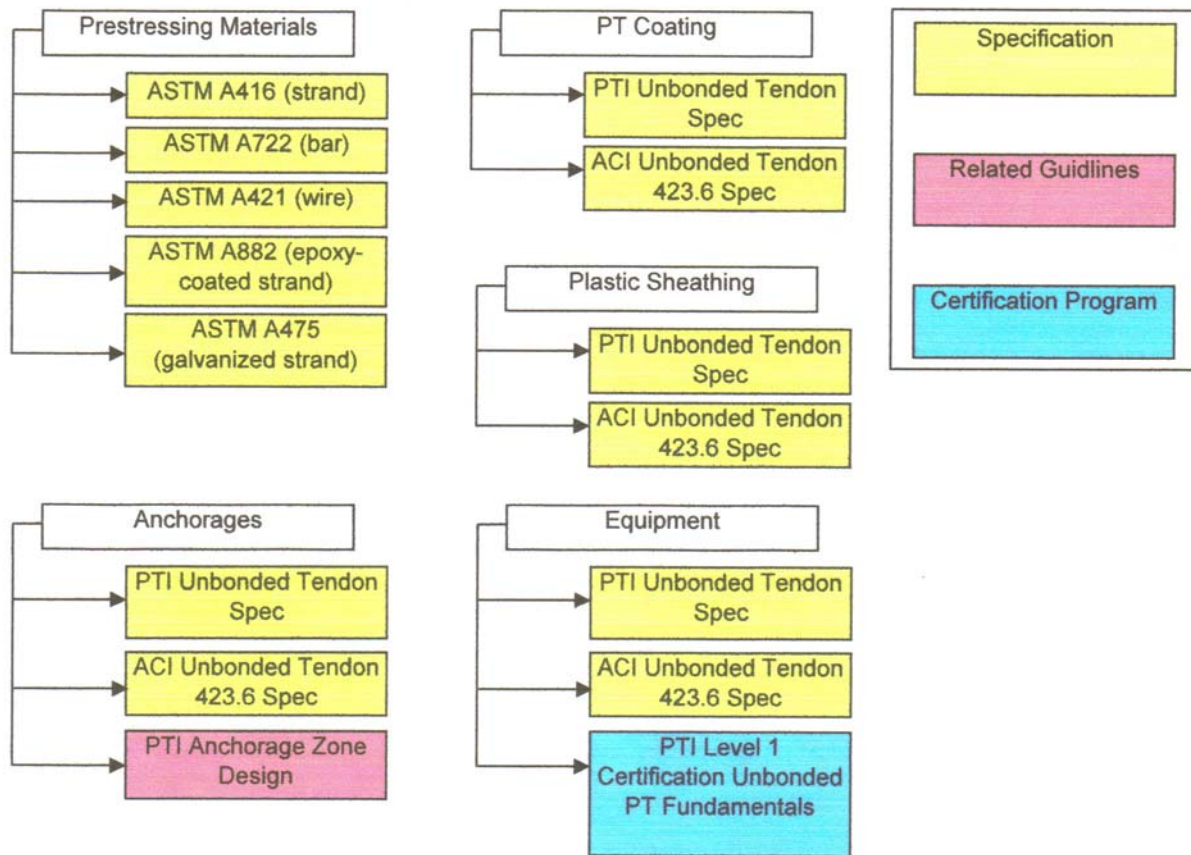 Prestressing Materials
ASTM A416 (strand)
ASTM A722 (bar)
ASTM A421 (wire)
ASTM A882 (epoxy-
coated strand)
ASTM A475
(galvanized strand)
PT Coating
PTI Unbonded Tendon
Spec
ACI Unbonded Tendon
423.6 Spec
Plastic Sheathing
PTI Unbonded Tendon
Spec
ACI Unbonded Tendon
423.6 Spec
Specification
Related Guidlines
Certification Program
Anchorages
PTI Unbonded Tendon
Spec
ACI Unbonded Tendon
423.6 Spec
PTI Anchorage Zone
Design
Equipment
PTI Unbonded Tendon
Spec
ACI Unbonded Tendon
423.6 Spec
PTI Level 1
Certification Unbonded
PT Fundamentals